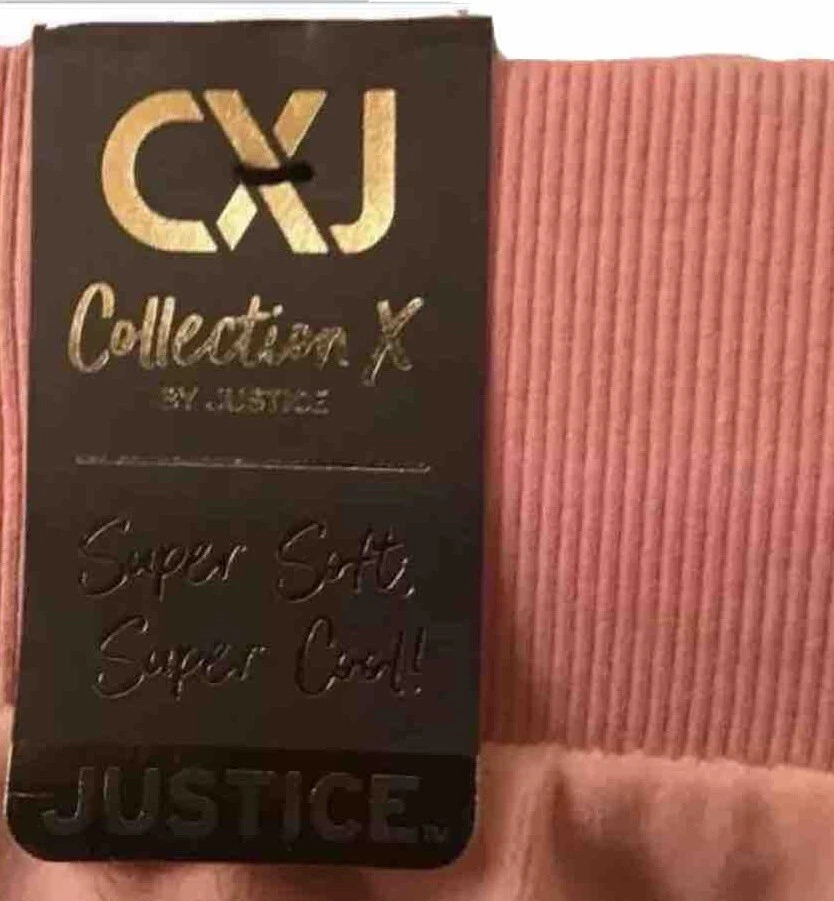 CXJ
Collection X
BY JUSTICE
Super Soft,
Super Cool!
JUSTICE